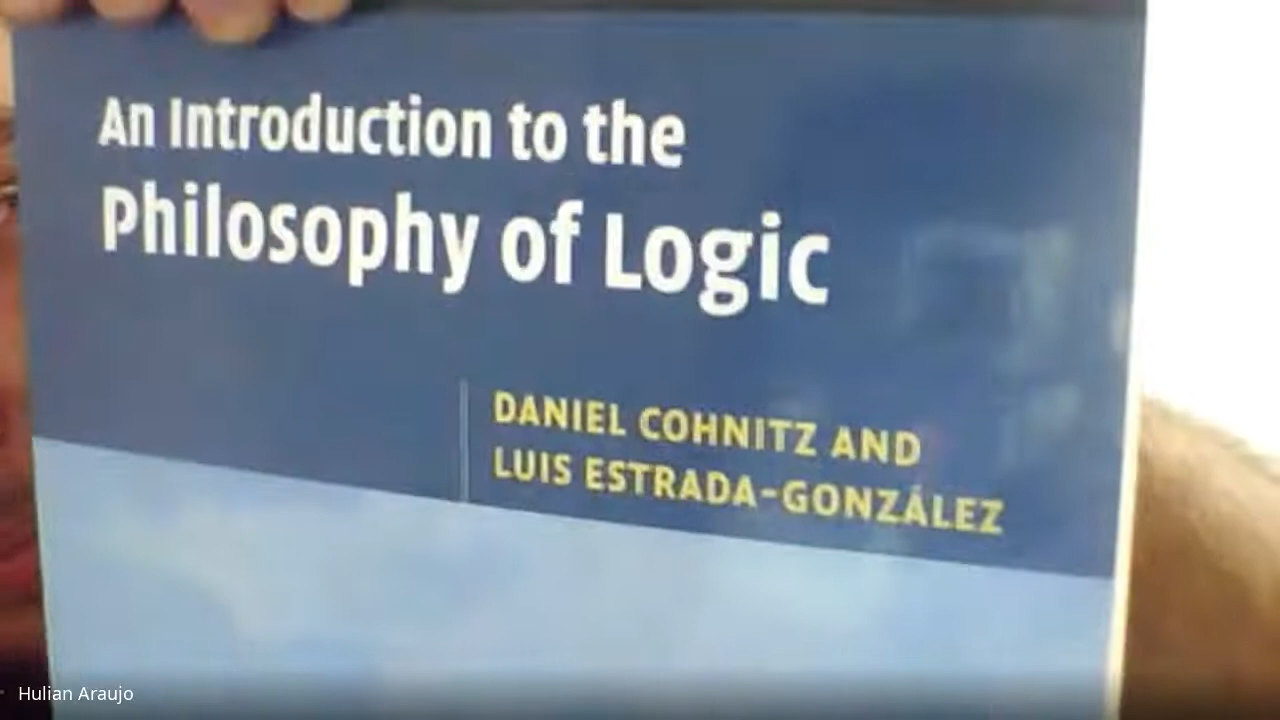 An Introduction to the
Philosophy of Logic
DANIEL COHNITZ AND
LUIS ESTRADA-GONZÁLEZ
Hulian Araujo